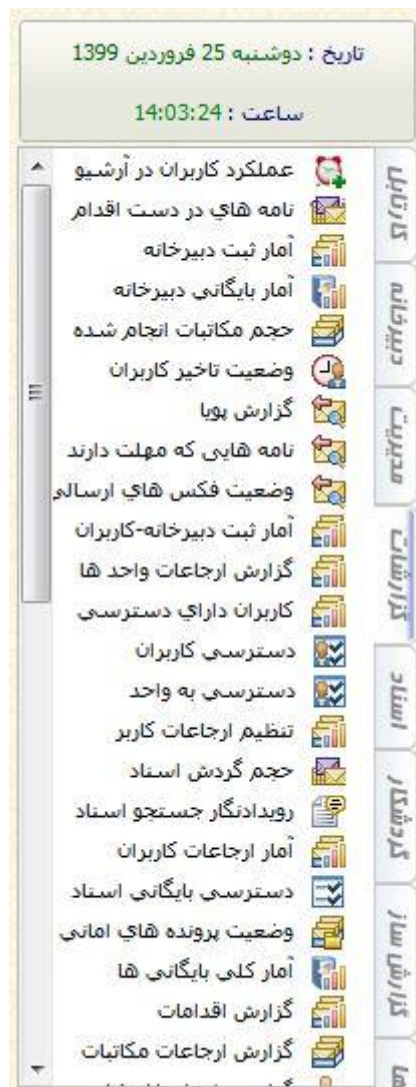 تاریخ : دوشنبه 25 فروردین 1399
ساعت : 14:03:24
عملکرد کاربران در آرشیو
نامه هاي در دست اقدام
آمار ثبت دبیرخانه
آمار بایگانی دبیرخانه
حجم مکاتبات انجام شده
وضعیت تاخیر کاربران
گزارش پویا
نامه هایی که مهلت دارند
وضعیت فکس هاي ارسالی
آمار ثبت دبیرخانه-کاربران
گزارش ارجاعات واحد ها
کاربران داراي دسترسی
دسترسی کاربران
دسترسی به واحد
تنظیم ارجاعات کاربر
حجم گردش اسناد
رویدادنگار جستجو اسناد
آمار ارجاعات کاربران
دسترسی بایگانی اسناد
وضعیت پرونده هاي امانی
آمار کلی بایگانی ها
گزارش اقدامات
گزارش ارجاعات مکاتبات
کارتابل
دبیرخانه
مدیریت
گزارشات
اسناد
گردشکار
گزارش ساز